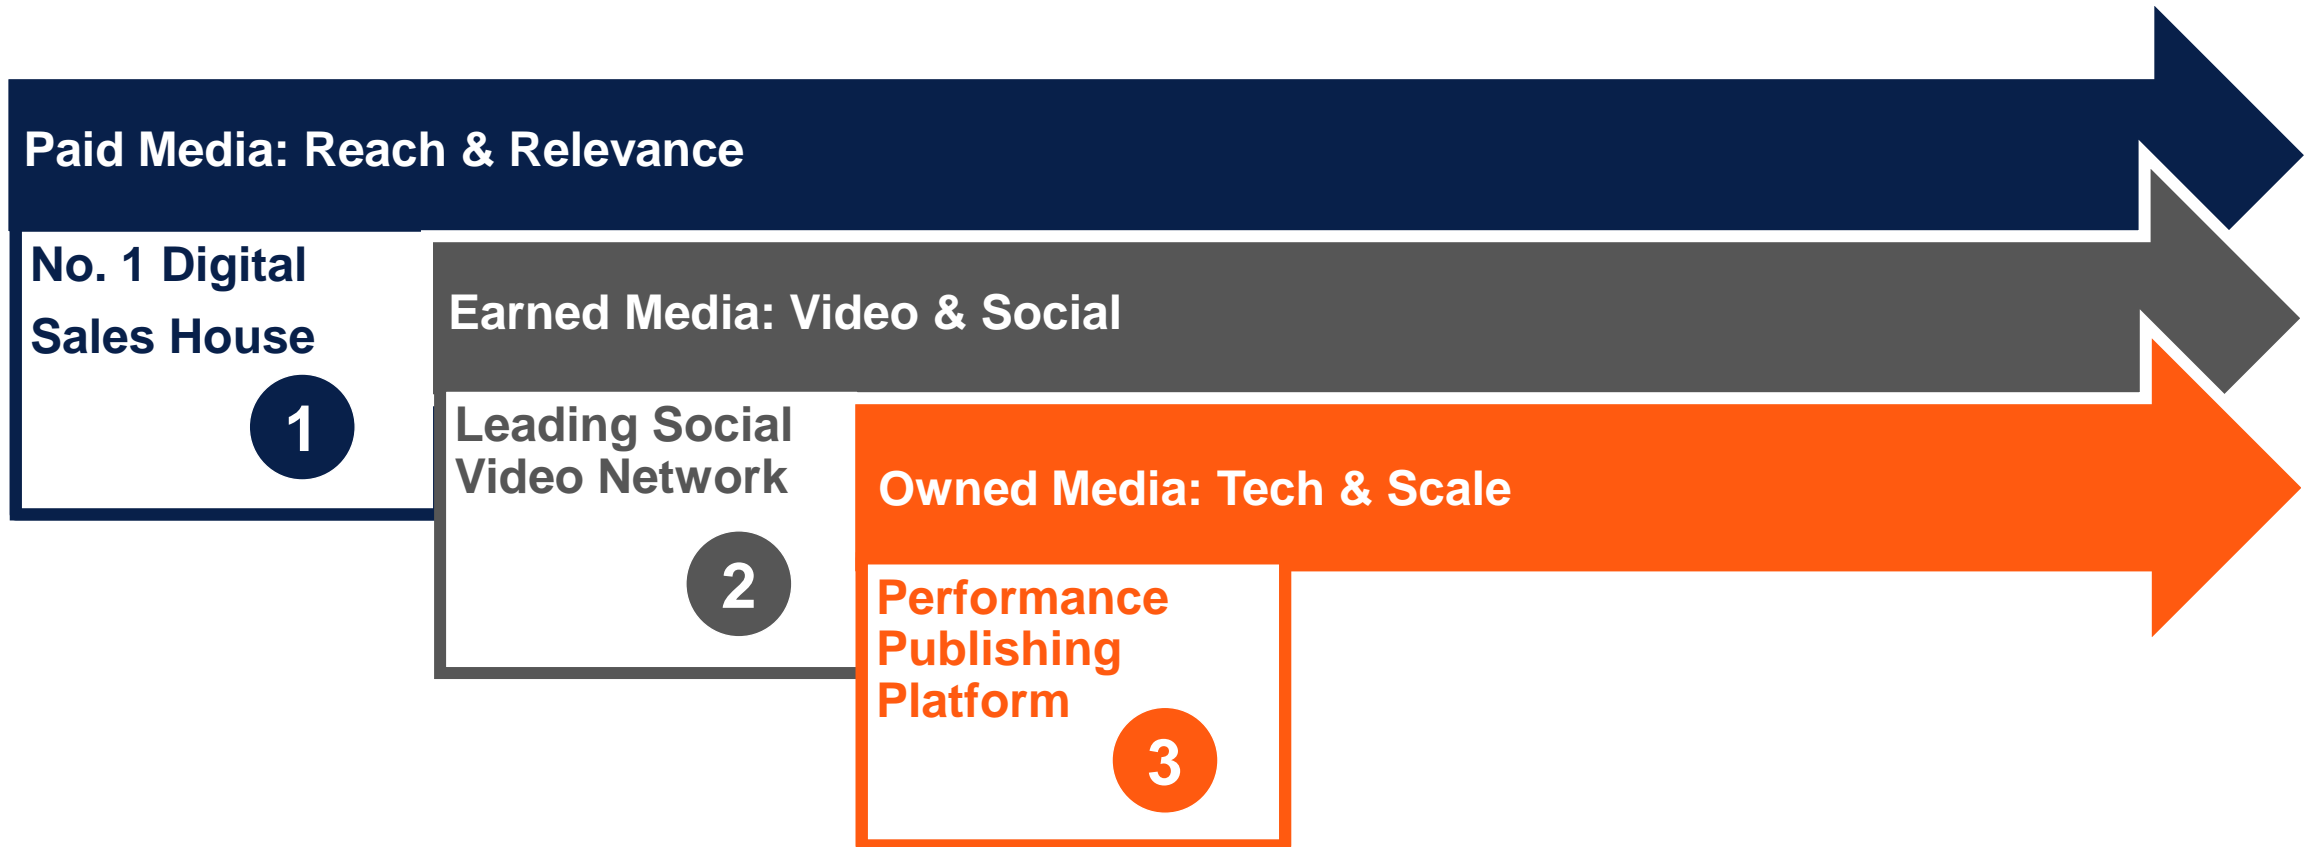 Paid Media: Reach & Relevance
No. 1 Digital
Sales House
1
Earned Media: Video & Social
Leading Social
Video Network
2
Owned Media: Tech & Scale
Performance
Publishing
Platform
3